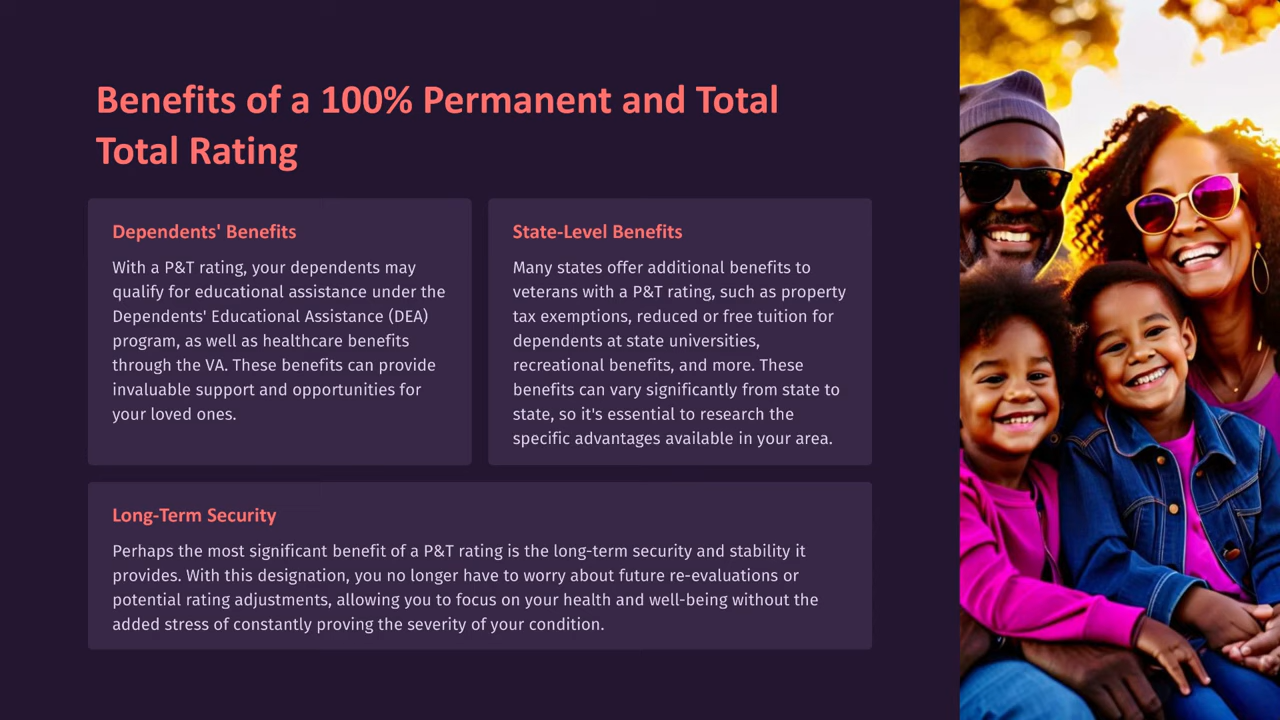 Benefits of a 100% Permanent and Total
Total Rating
Dependents' Benefits
With a P&T rating, your dependents may
qualify for educational assistance under the
Dependents' Educational Assistance (DEA)
program, as well as healthcare benefits
through the VA. These benefits can provide
invaluable support and opportunities for
your loved ones.
State-Level Benefits
Many states offer additional benefits to
veterans with a P&T rating, such as property
tax exemptions, reduced or free tuition for
dependents at state universities,
recreational benefits, and more. These
benefits can vary significantly from state to
state, so it's essential to research the
specific advantages available in your area.
Long-Term Security
Perhaps the most significant benefit of a P&T rating is the long-term security and stability it
provides. With this designation, you no longer have to worry about future re-evaluations or
potential rating adjustments, allowing you to focus on your health and well-being without the
added stress of constantly proving the severity of your condition.